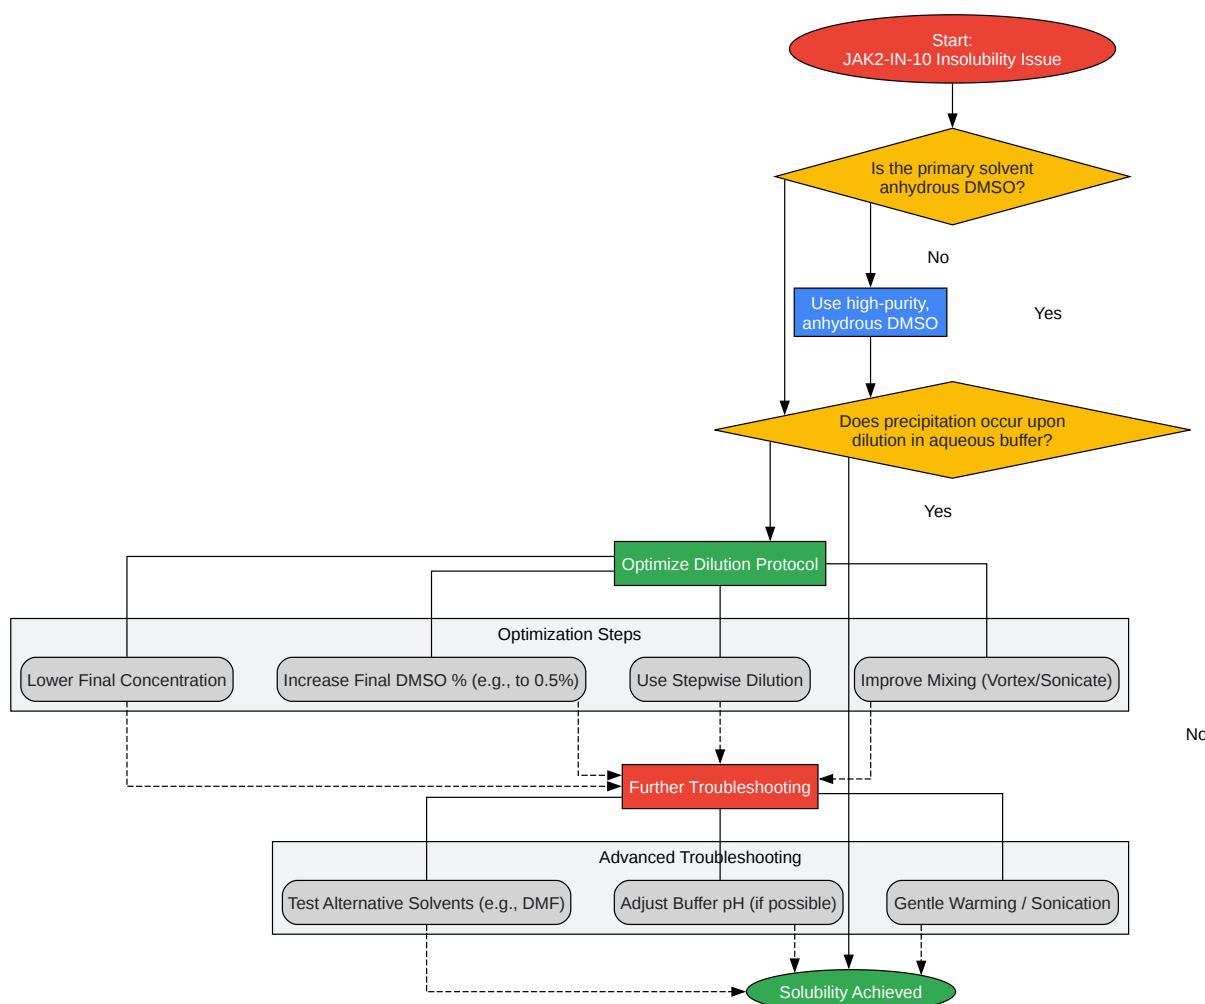 Start:
JAK2-IN-10 Insolubility Issue
Is the primary solvent
anhydrous DMSO?
No
Use high-purity,
anhydrous DMSO
Yes
Does precipitation occur upon
dilution in aqueous buffer?
Yes
Optimize Dilution Protocol
Optimization Steps
Lower Final Concentration
Increase Final DMSO % (e.g., to 0.5%)
Use Stepwise Dilution
Improve Mixing (Vortex/Sonicate)
No
Further Troubleshooting
Advanced Troubleshooting
Test Alternative Solvents (e.g., DMF)
Adjust Buffer pH (if possible)
Gentle Warming / Sonication
Solubility Achieved